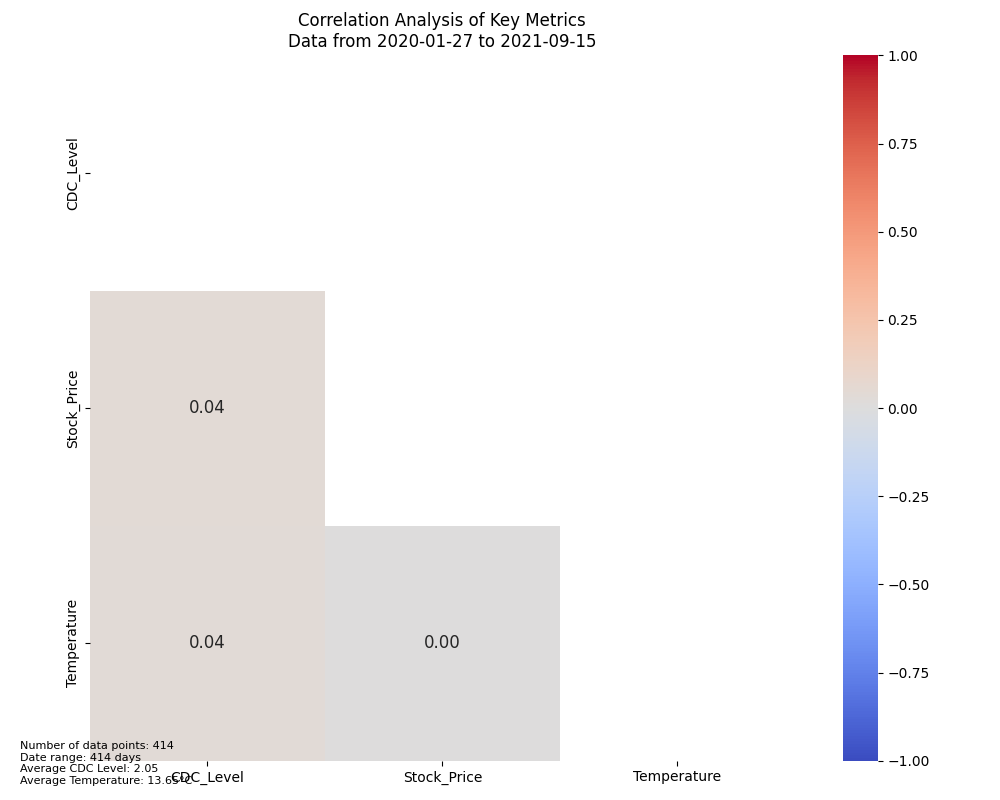 Correlation Analysis of Key Metrics
Data from 2020-01-27 to 2021-09-15
CDC_Level
Stock_Price
Temperature
0.04
0.04
0.00
1.00
0.75
0.50
0.25
0.00
−0.25
−0.50
−0.75
−1.00
CDC_Level
Stock_Price
Temperature
Number of data points: 414
Date range: 414 days
Average CDC Level: 2.05
Average Temperature: 13.65°C